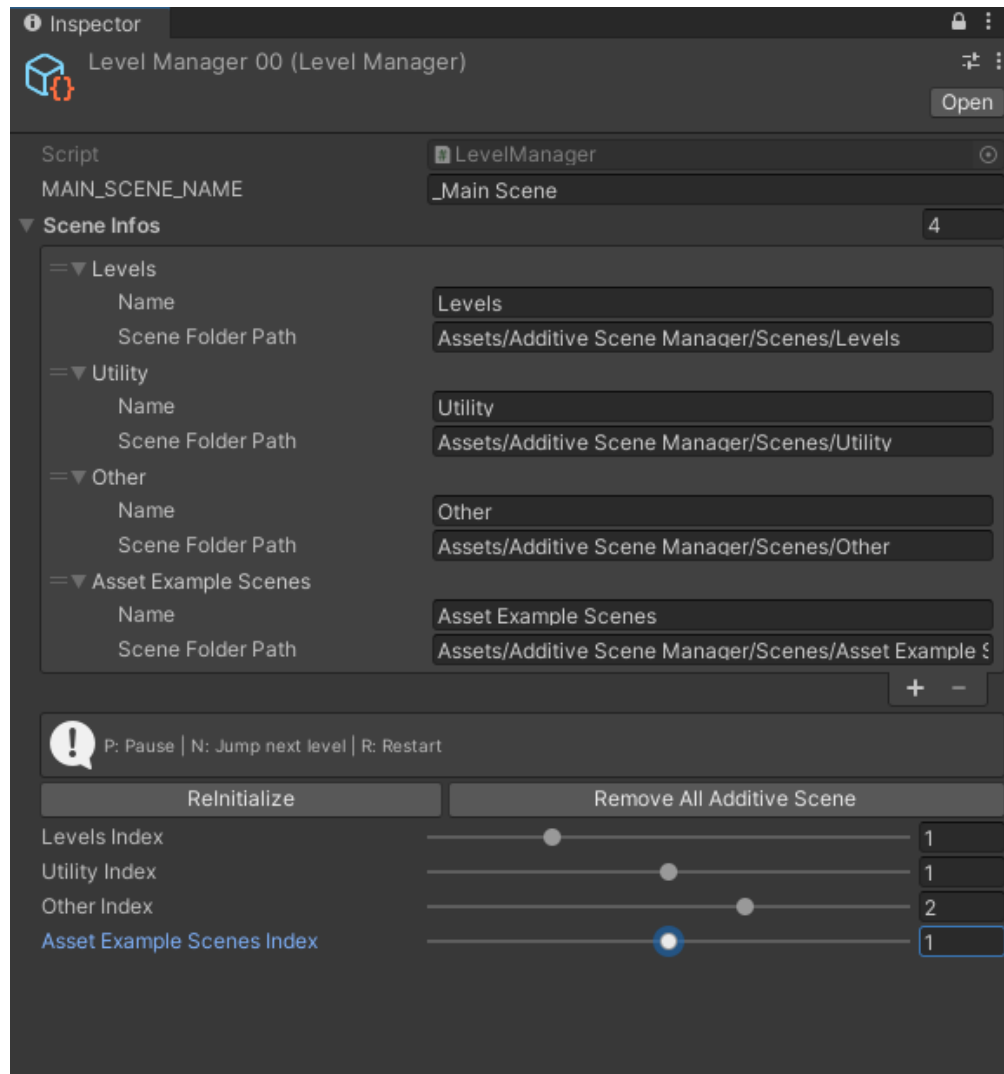 Inspector
Level Manager 00 (Level Manager)
Open
Script LevelManager
MAIN_SCENE_NAME _Main Scene
Scene Infos 4
Levels
Name Levels
Scene Folder Path Assets/Additive Scene Manager/Scenes/Levels
Utility
Name Utility
Scene Folder Path Assets/Additive Scene Manager/Scenes/Utility
Other
Name Other
Scene Folder Path Assets/Additive Scene Manager/Scenes/Other
Asset Example Scenes
Name Asset Example Scenes
Scene Folder Path Assets/Additive Scene Manager/Scenes/Asset Example S
P: Pause | N: Jump next level | R: Restart
ReInitialize Remove All Additive Scene
Levels Index 1
Utility Index 1
Other Index 2
Asset Example Scenes Index 1